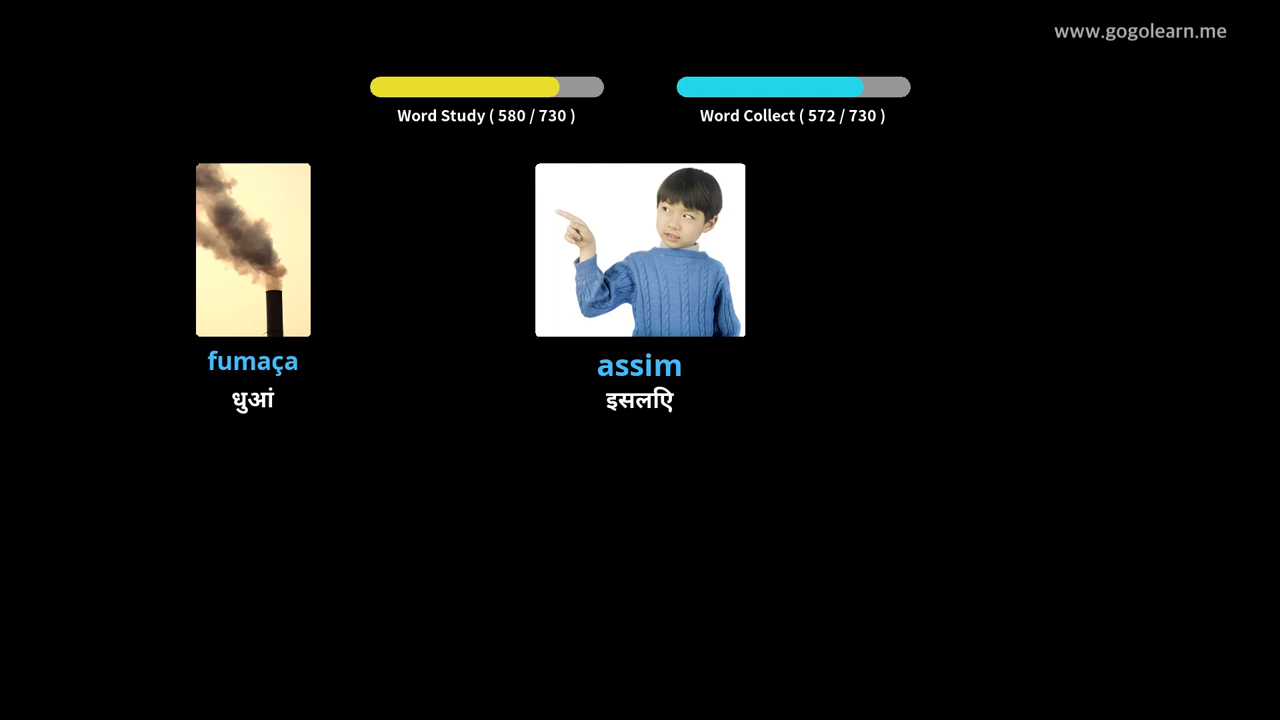 www.gogolearn.me
Word Study ( 580 / 730 )
Word Collect ( 572 / 730 )
fumaça
धुआं
assim
इसलिए